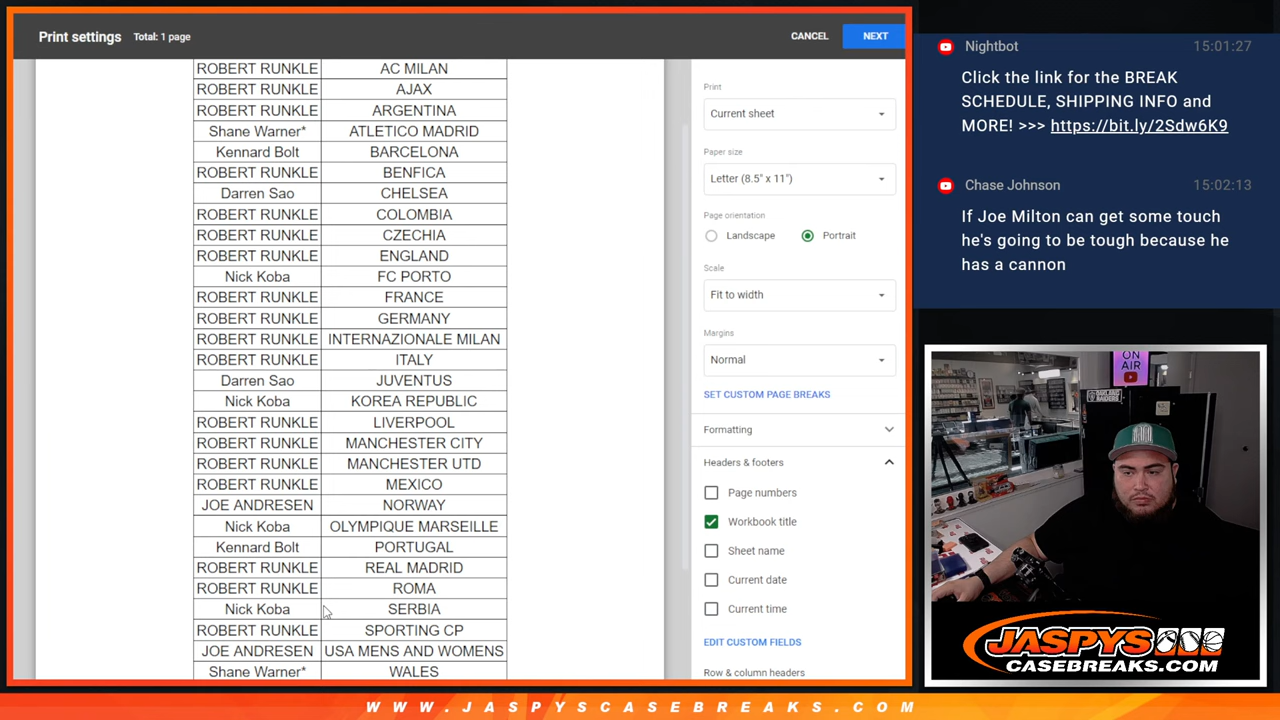 Print settings Total: 1 page CANCEL NEXT
ROBERT RUNKLE AC MILAN
ROBERT RUNKLE AJAX
ROBERT RUNKLE ARGENTINA
Shane Warner* ATLETICO MADRID
Kennard Bolt BARCELONA
ROBERT RUNKLE BENFICA
Darren Sao CHELSEA
ROBERT RUNKLE COLOMBIA
ROBERT RUNKLE CZECHIA
ROBERT RUNKLE ENGLAND
Nick Koba FC PORTO
ROBERT RUNKLE FRANCE
ROBERT RUNKLE GERMANY
ROBERT RUNKLE INTERNAZIONALE MILAN
ROBERT RUNKLE ITALY
Darren Sao JUVENTUS
Nick Koba KOREA REPUBLIC
ROBERT RUNKLE LIVERPOOL
ROBERT RUNKLE MANCHESTER CITY
ROBERT RUNKLE MANCHESTER UTD
ROBERT RUNKLE MEXICO
JOE ANDRESEN NORWAY
Nick Koba OLYMPIQUE MARSEILLE
Kennard Bolt PORTUGAL
ROBERT RUNKLE REAL MADRID
ROBERT RUNKLE ROMA
Nick Koba SERBIA
ROBERT RUNKLE SPORTING CP
JOE ANDRESEN USA MENS AND WOMENS
Shane Warner* WALES
Print
Current sheet
Paper size
Letter (8.5" x 11")
Page orientation
Landscape Portrait
Scale
Fit to width
Margins
Normal
SET CUSTOM PAGE BREAKS
Formatting
Headers & footers
Page numbers
Workbook title
Sheet name
Current date
Current time
EDIT CUSTOM FIELDS
Row & column headers
Nightbot 15:01:27
Click the link for the BREAK
SCHEDULE, SHIPPING INFO and
MORE! >>> https://bit.ly/2Sdw6K9
Chase Johnson 15:02:13
If Joe Milton can get some touch
he's going to be tough because he
has a cannon
ON
AIR
JASPYS
CASEBREAKS.COM
WWW.JASPYSCASEBREAKS.COM